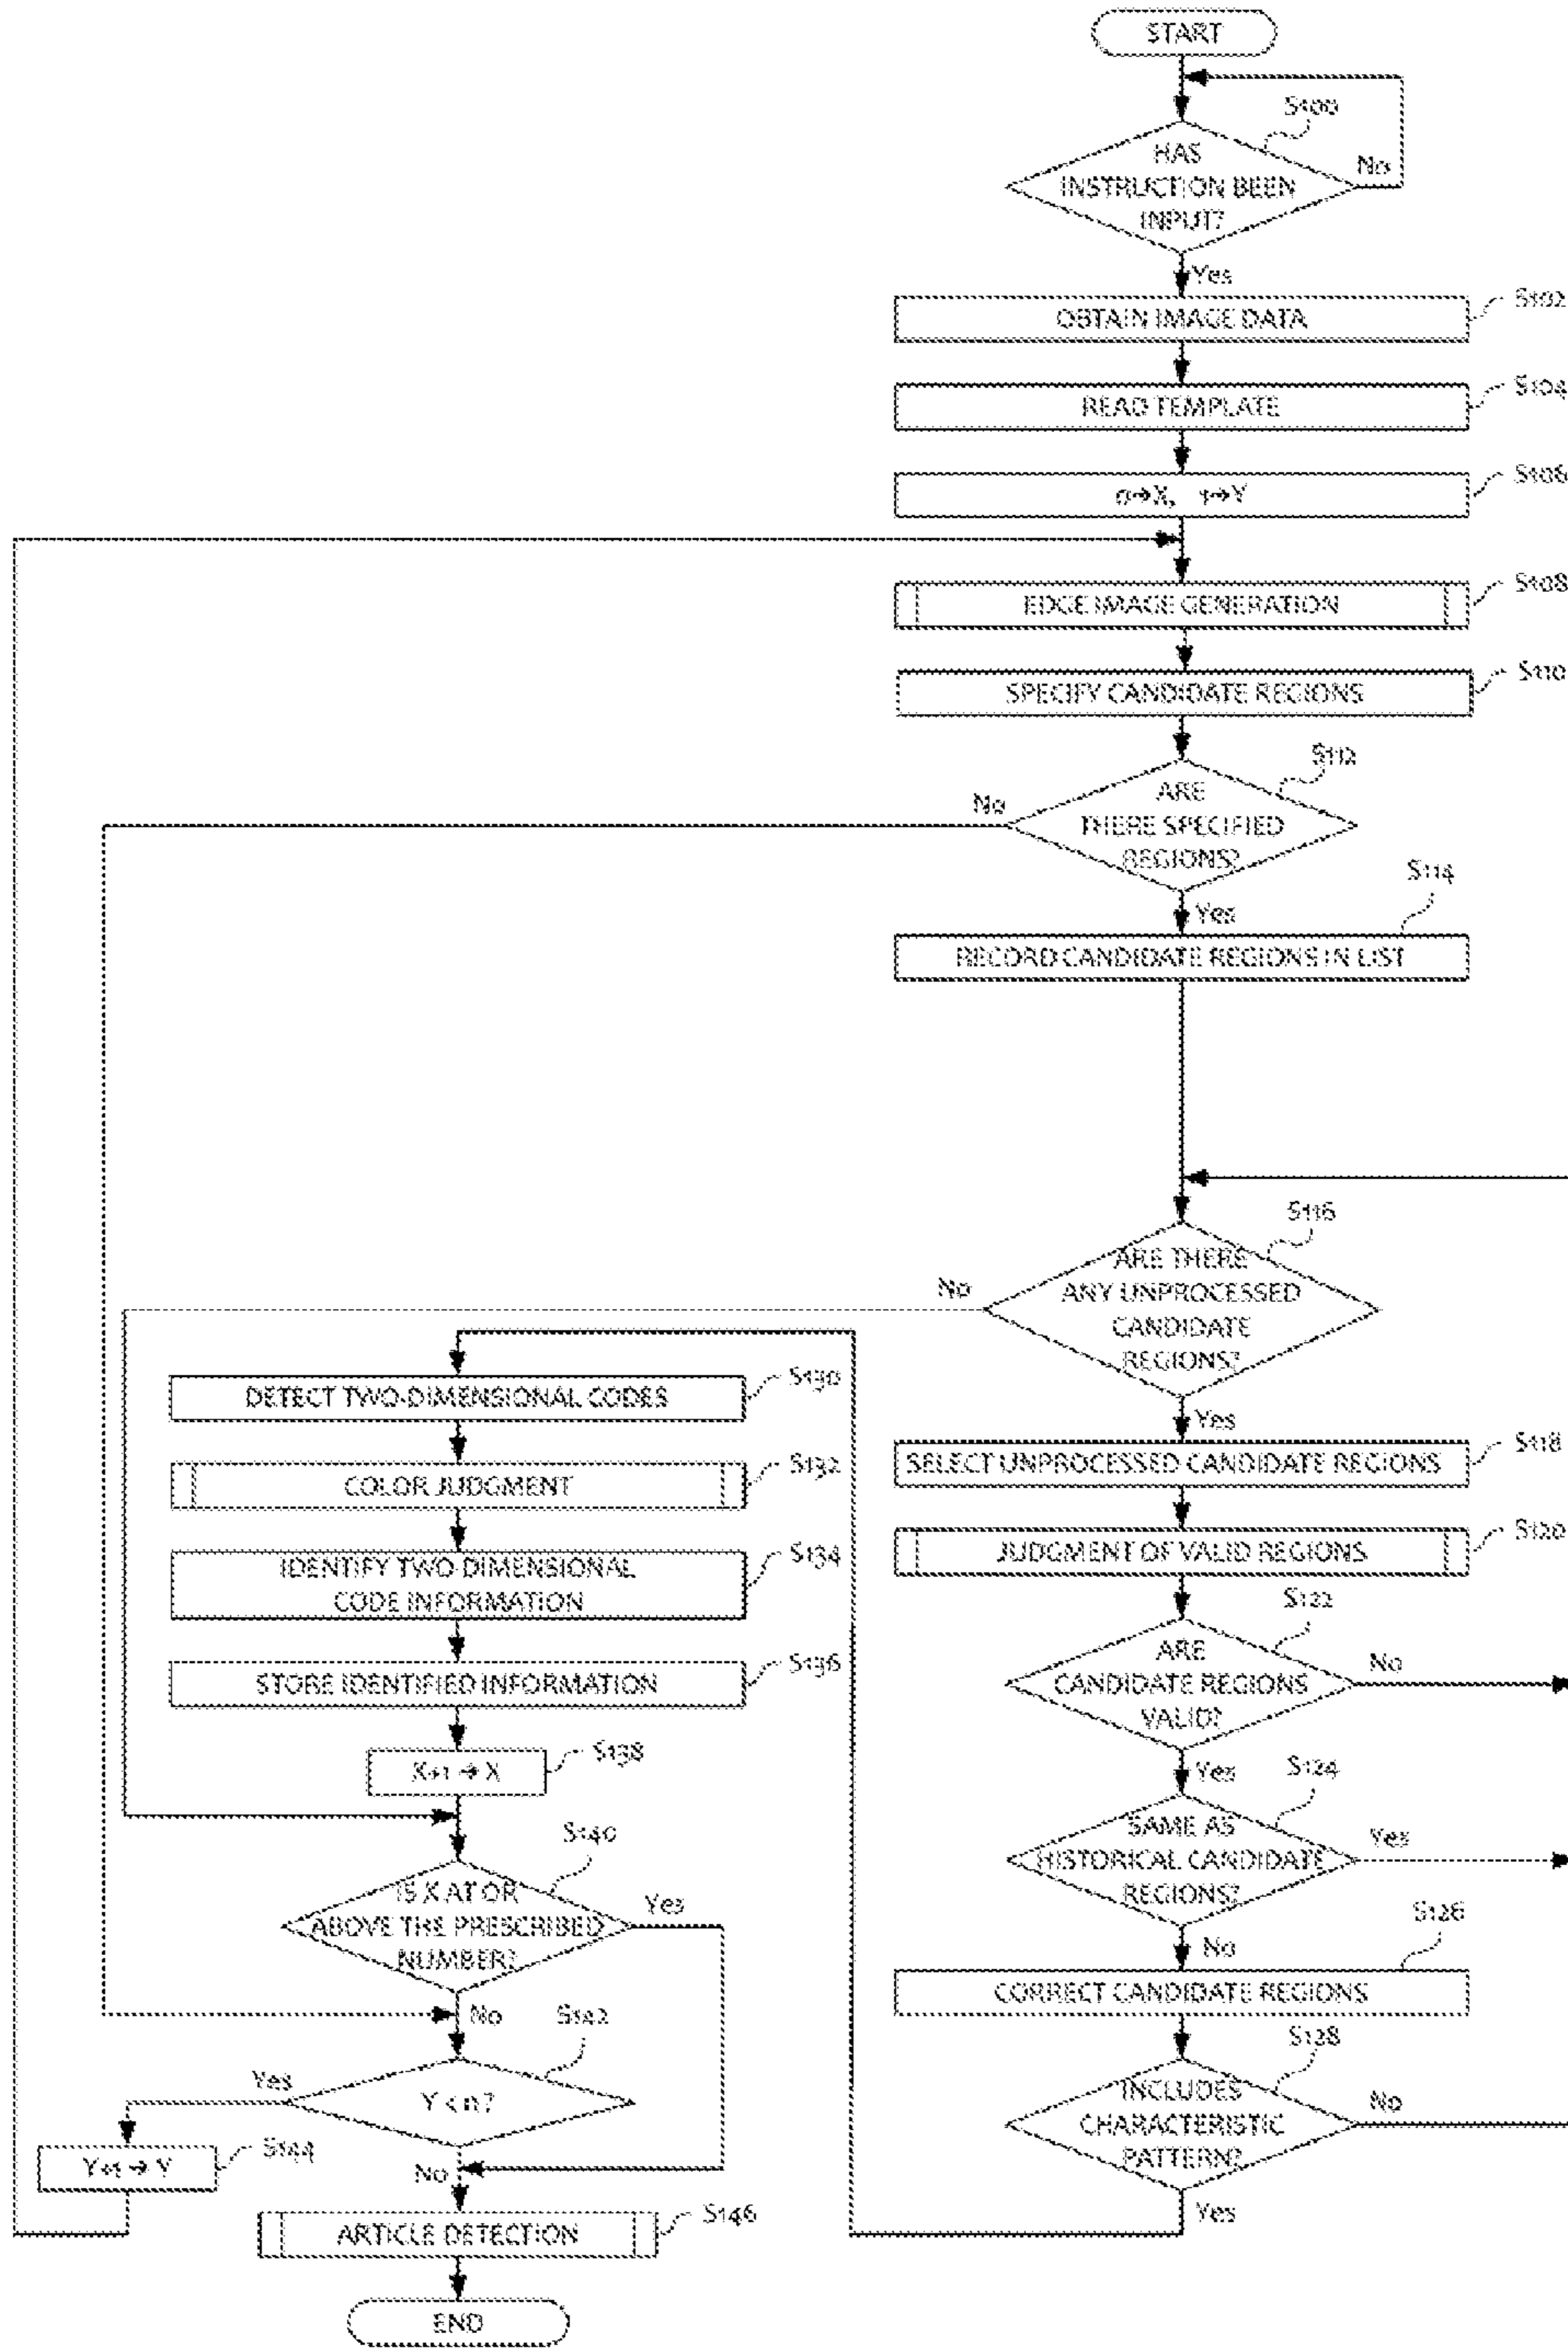 START
S100
HAS
INSTRUCTION BEEN
INPUT?
No
Yes
OBTAIN IMAGE DATA
S102
READ TEMPLATE
S104
0→X, 1→Y
S106
EDGE IMAGE GENERATION
S108
SPECIFY CANDIDATE REGIONS
S110
S112
ARE
THERE SPECIFIED
REGIONS?
No
Yes
S114
RECORD CANDIDATE REGIONS IN LIST
S116
ARE THERE
ANY UNPROCESSED
CANDIDATE
REGIONS?
No
Yes
SELECT UNPROCESSED CANDIDATE REGIONS
S118
JUDGMENT OF VALID REGIONS
S120
S122
ARE
CANDIDATE REGIONS
VALID?
No
Yes
S124
SAME AS
HISTORICAL CANDIDATE
REGIONS?
Yes
No
S126
CORRECT CANDIDATE REGIONS
S128
INCLUDES
CHARACTERISTIC
PATTERN?
No
Yes
DETECT TWO-DIMENSIONAL CODES
S130
COLOR JUDGMENT
S132
IDENTIFY TWO-DIMENSIONAL
CODE INFORMATION
S134
STORE IDENTIFIED INFORMATION
S136
X+1 → X
S138
S140
IS X AT OR
ABOVE THE PRESCRIBED
NUMBER?
Yes
No
S142
Y < n?
Yes
No
Y+1 → Y
S144
ARTICLE DETECTION
S146
END